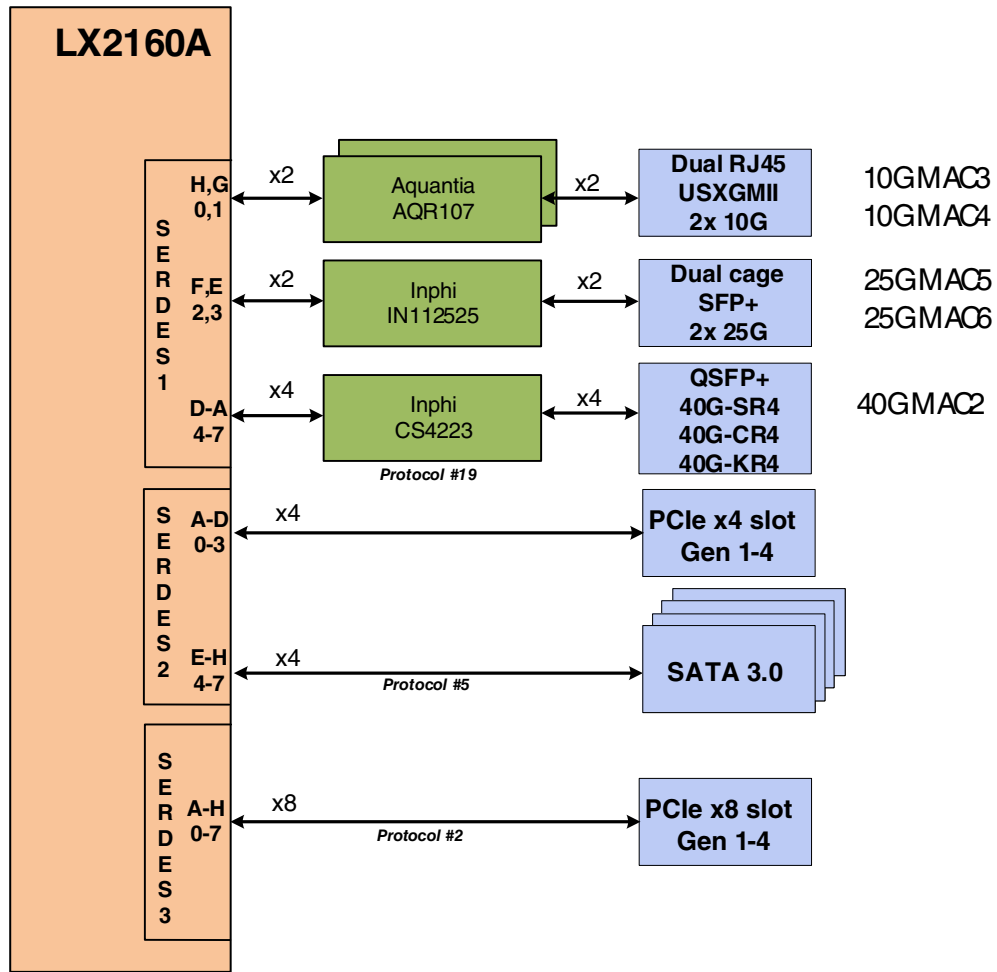 LX2160A
SERDES1
H,G
0,1
x2
Aquantia
AQR107
x2
Dual RJ45
USXGMII
2x 10G
10GMAC3
10GMAC4
F,E
2,3
x2
Inphi
IN112525
x2
Dual cage
SFP+
2x 25G
25GMAC5
25GMAC6
D-A
4-7
x4
Inphi
CS4223
x4
QSFP+
40G-SR4
40G-CR4
40G-KR4
40GMAC2
Protocol #19
SERDES2
A-D
0-3
x4
PCIe x4 slot
Gen 1-4
E-H
4-7
x4
Protocol #5
SATA 3.0
SERDES3
A-H
0-7
x8
Protocol #2
PCIe x8 slot
Gen 1-4